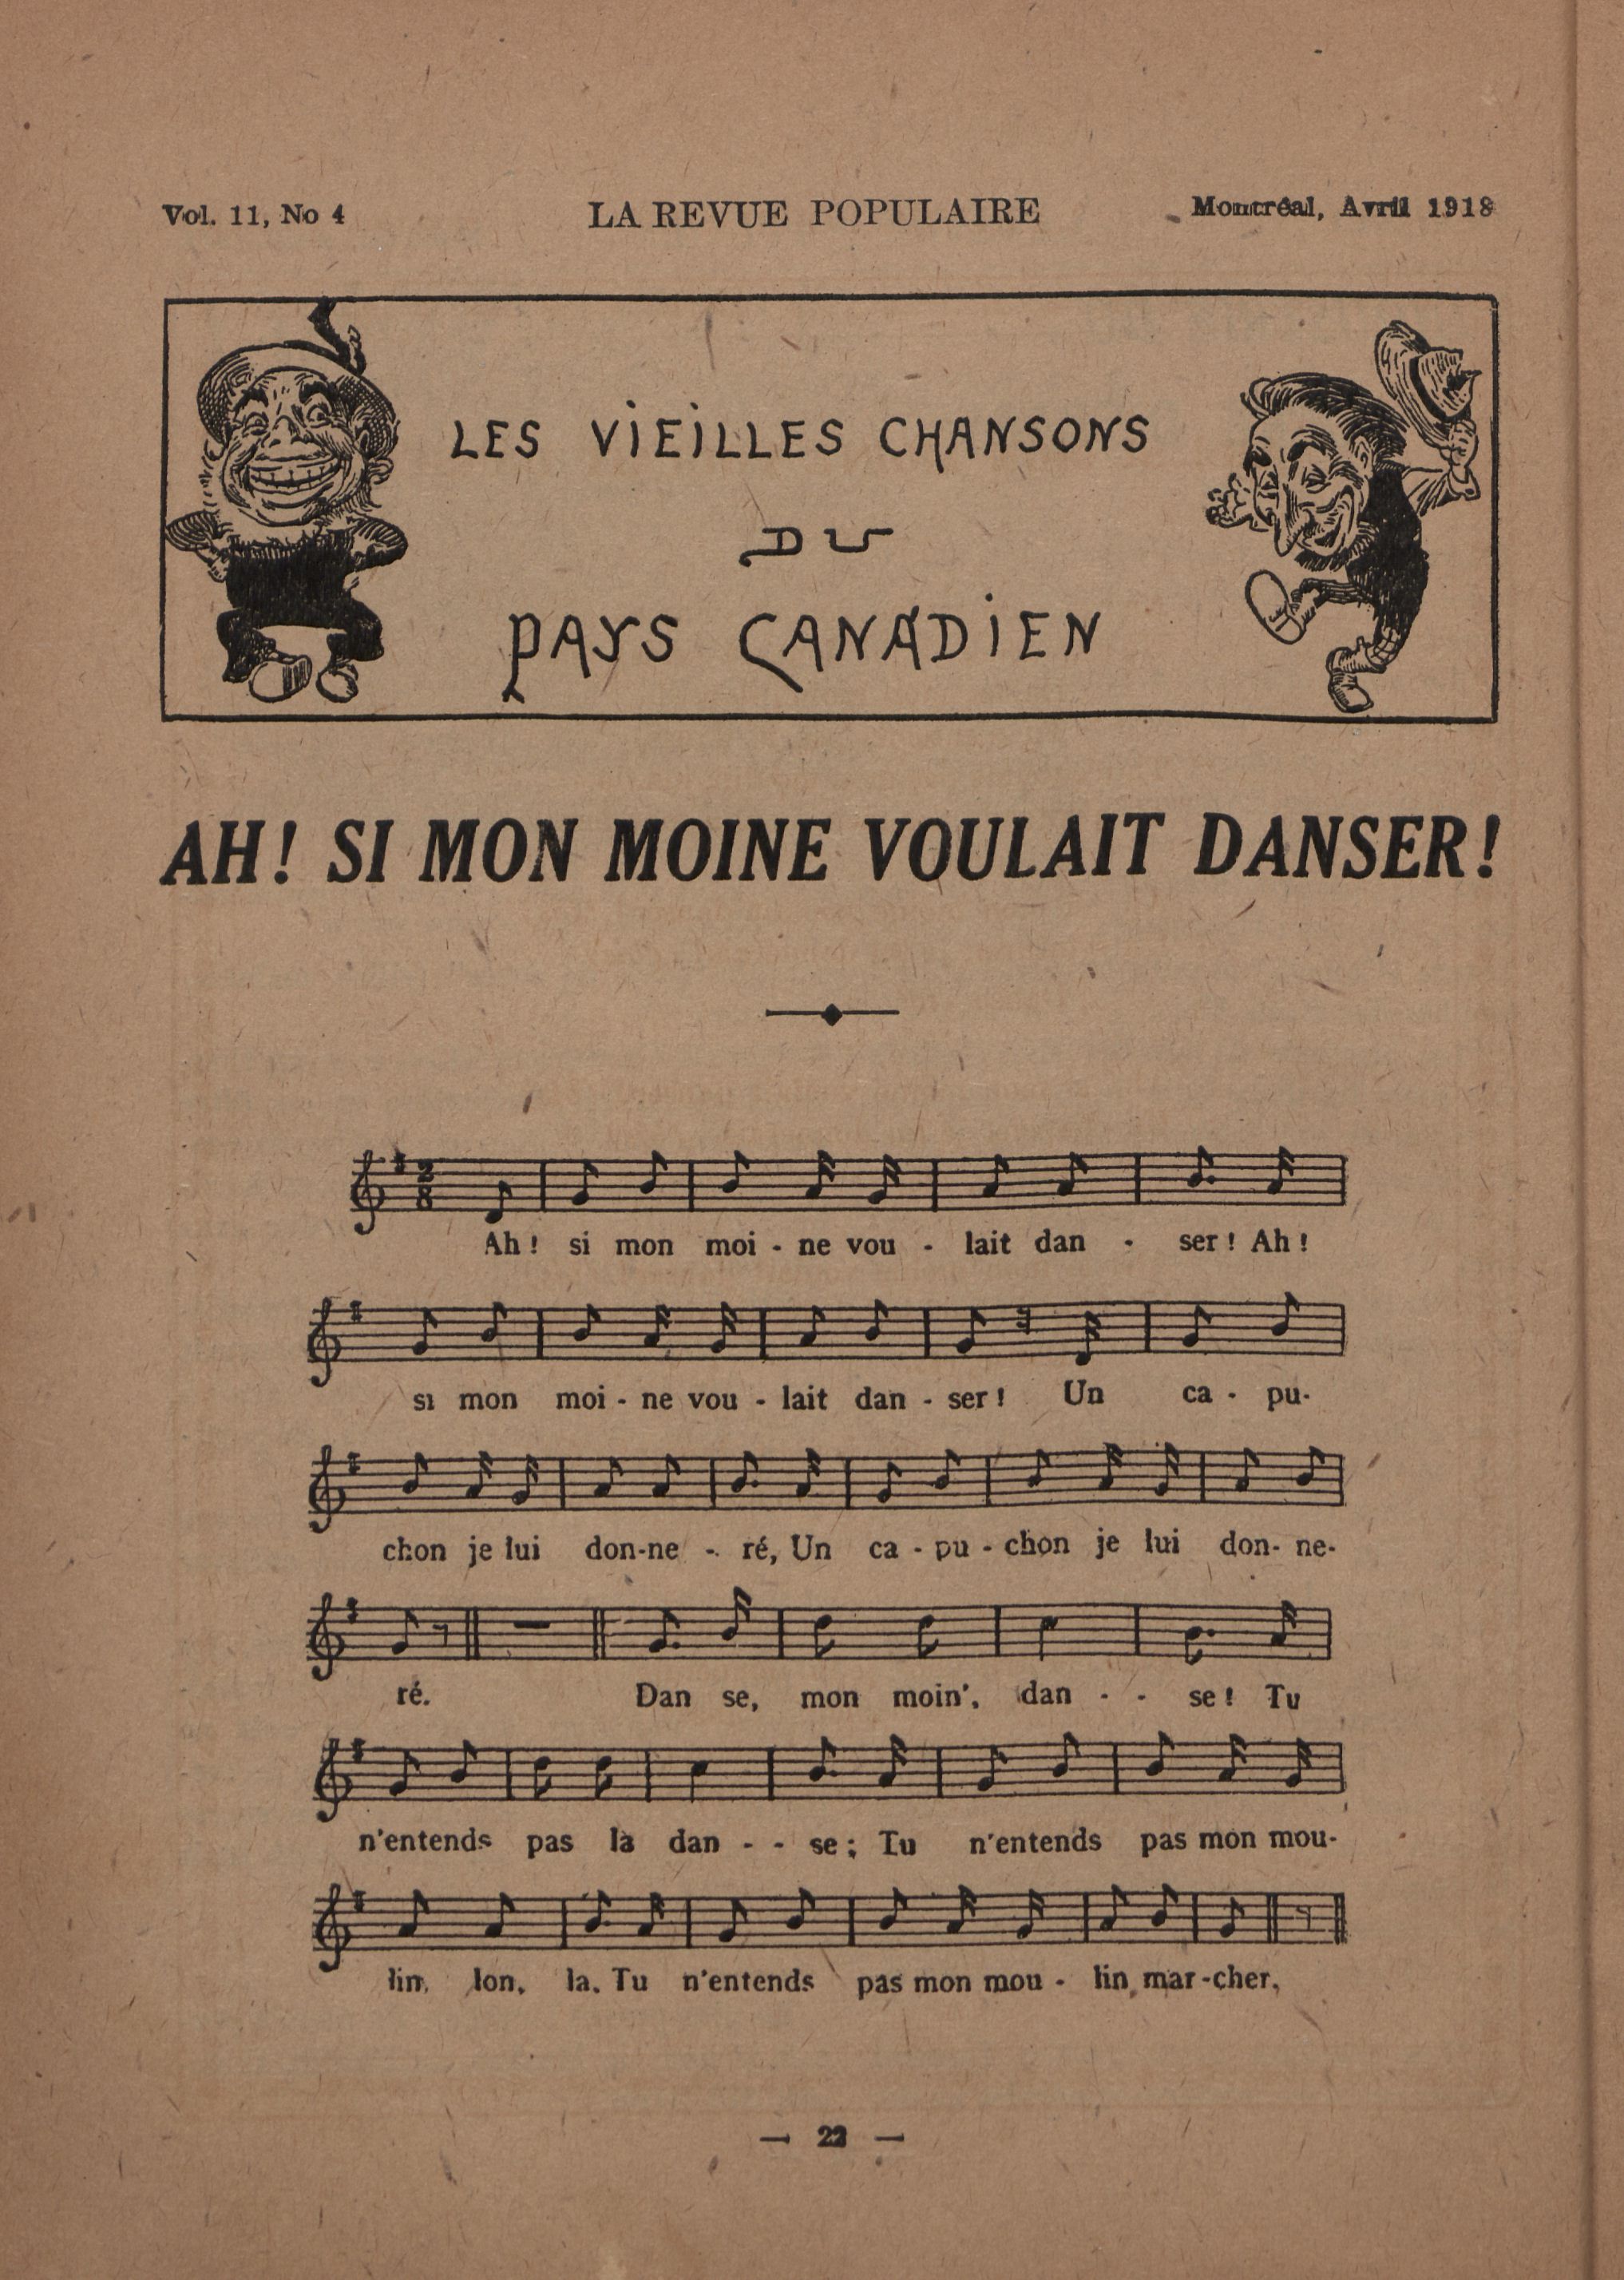 Vol. 11, No 4 LA REVUE POPULAIRE Montréal, Avril 1918
LES VIEILLES CHANSONS
DU
PAYS CANADIEN
AH! SI MON MOINE VOULAIT DANSER!
2
8
Ah! si mon moi - ne vou - lait dan - ser! Ah!
si mon moi - ne vou - lait dan - ser! Un ca - pu-
chon je lui don-ne - ré, Un ca - pu - chon je lui don- ne-
ré. Dan se, mon moin', dan - - se! Tu
n'entends pas la dan - - se; Tu n'entends pas mon mou-
lin, lon, la. Tu n'entends pas mon mou - lin mar-cher,
— 22 —